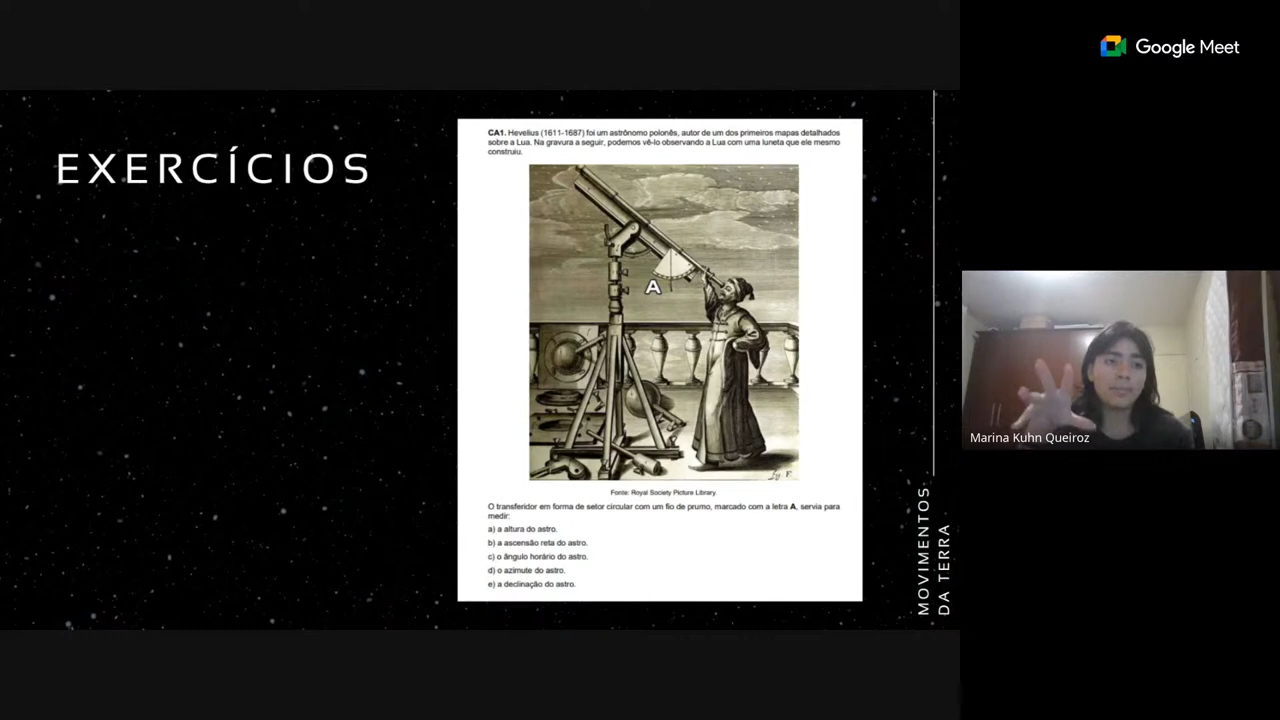 Google Meet
EXERCÍCIOS
CA1. Hevelius (1611-1687) foi um astrônomo polonês, autor de um dos primeiros mapas detalhados
sobre a Lua. Na gravura a seguir, podemos vê-lo observando a Lua com uma luneta que ele mesmo
construiu.
A
Fig. F.
Fonte: Royal Society Picture Library.
O transferidor em forma de setor circular com um fio de prumo, marcado com a letra A, servia para
medir:
a) a altura do astro.
b) a ascensão reta do astro.
c) o ângulo horário do astro.
d) o azimute do astro.
e) a declinação do astro.
MOVIMENTOS
DA TERRA
Marina Kuhn Queiroz